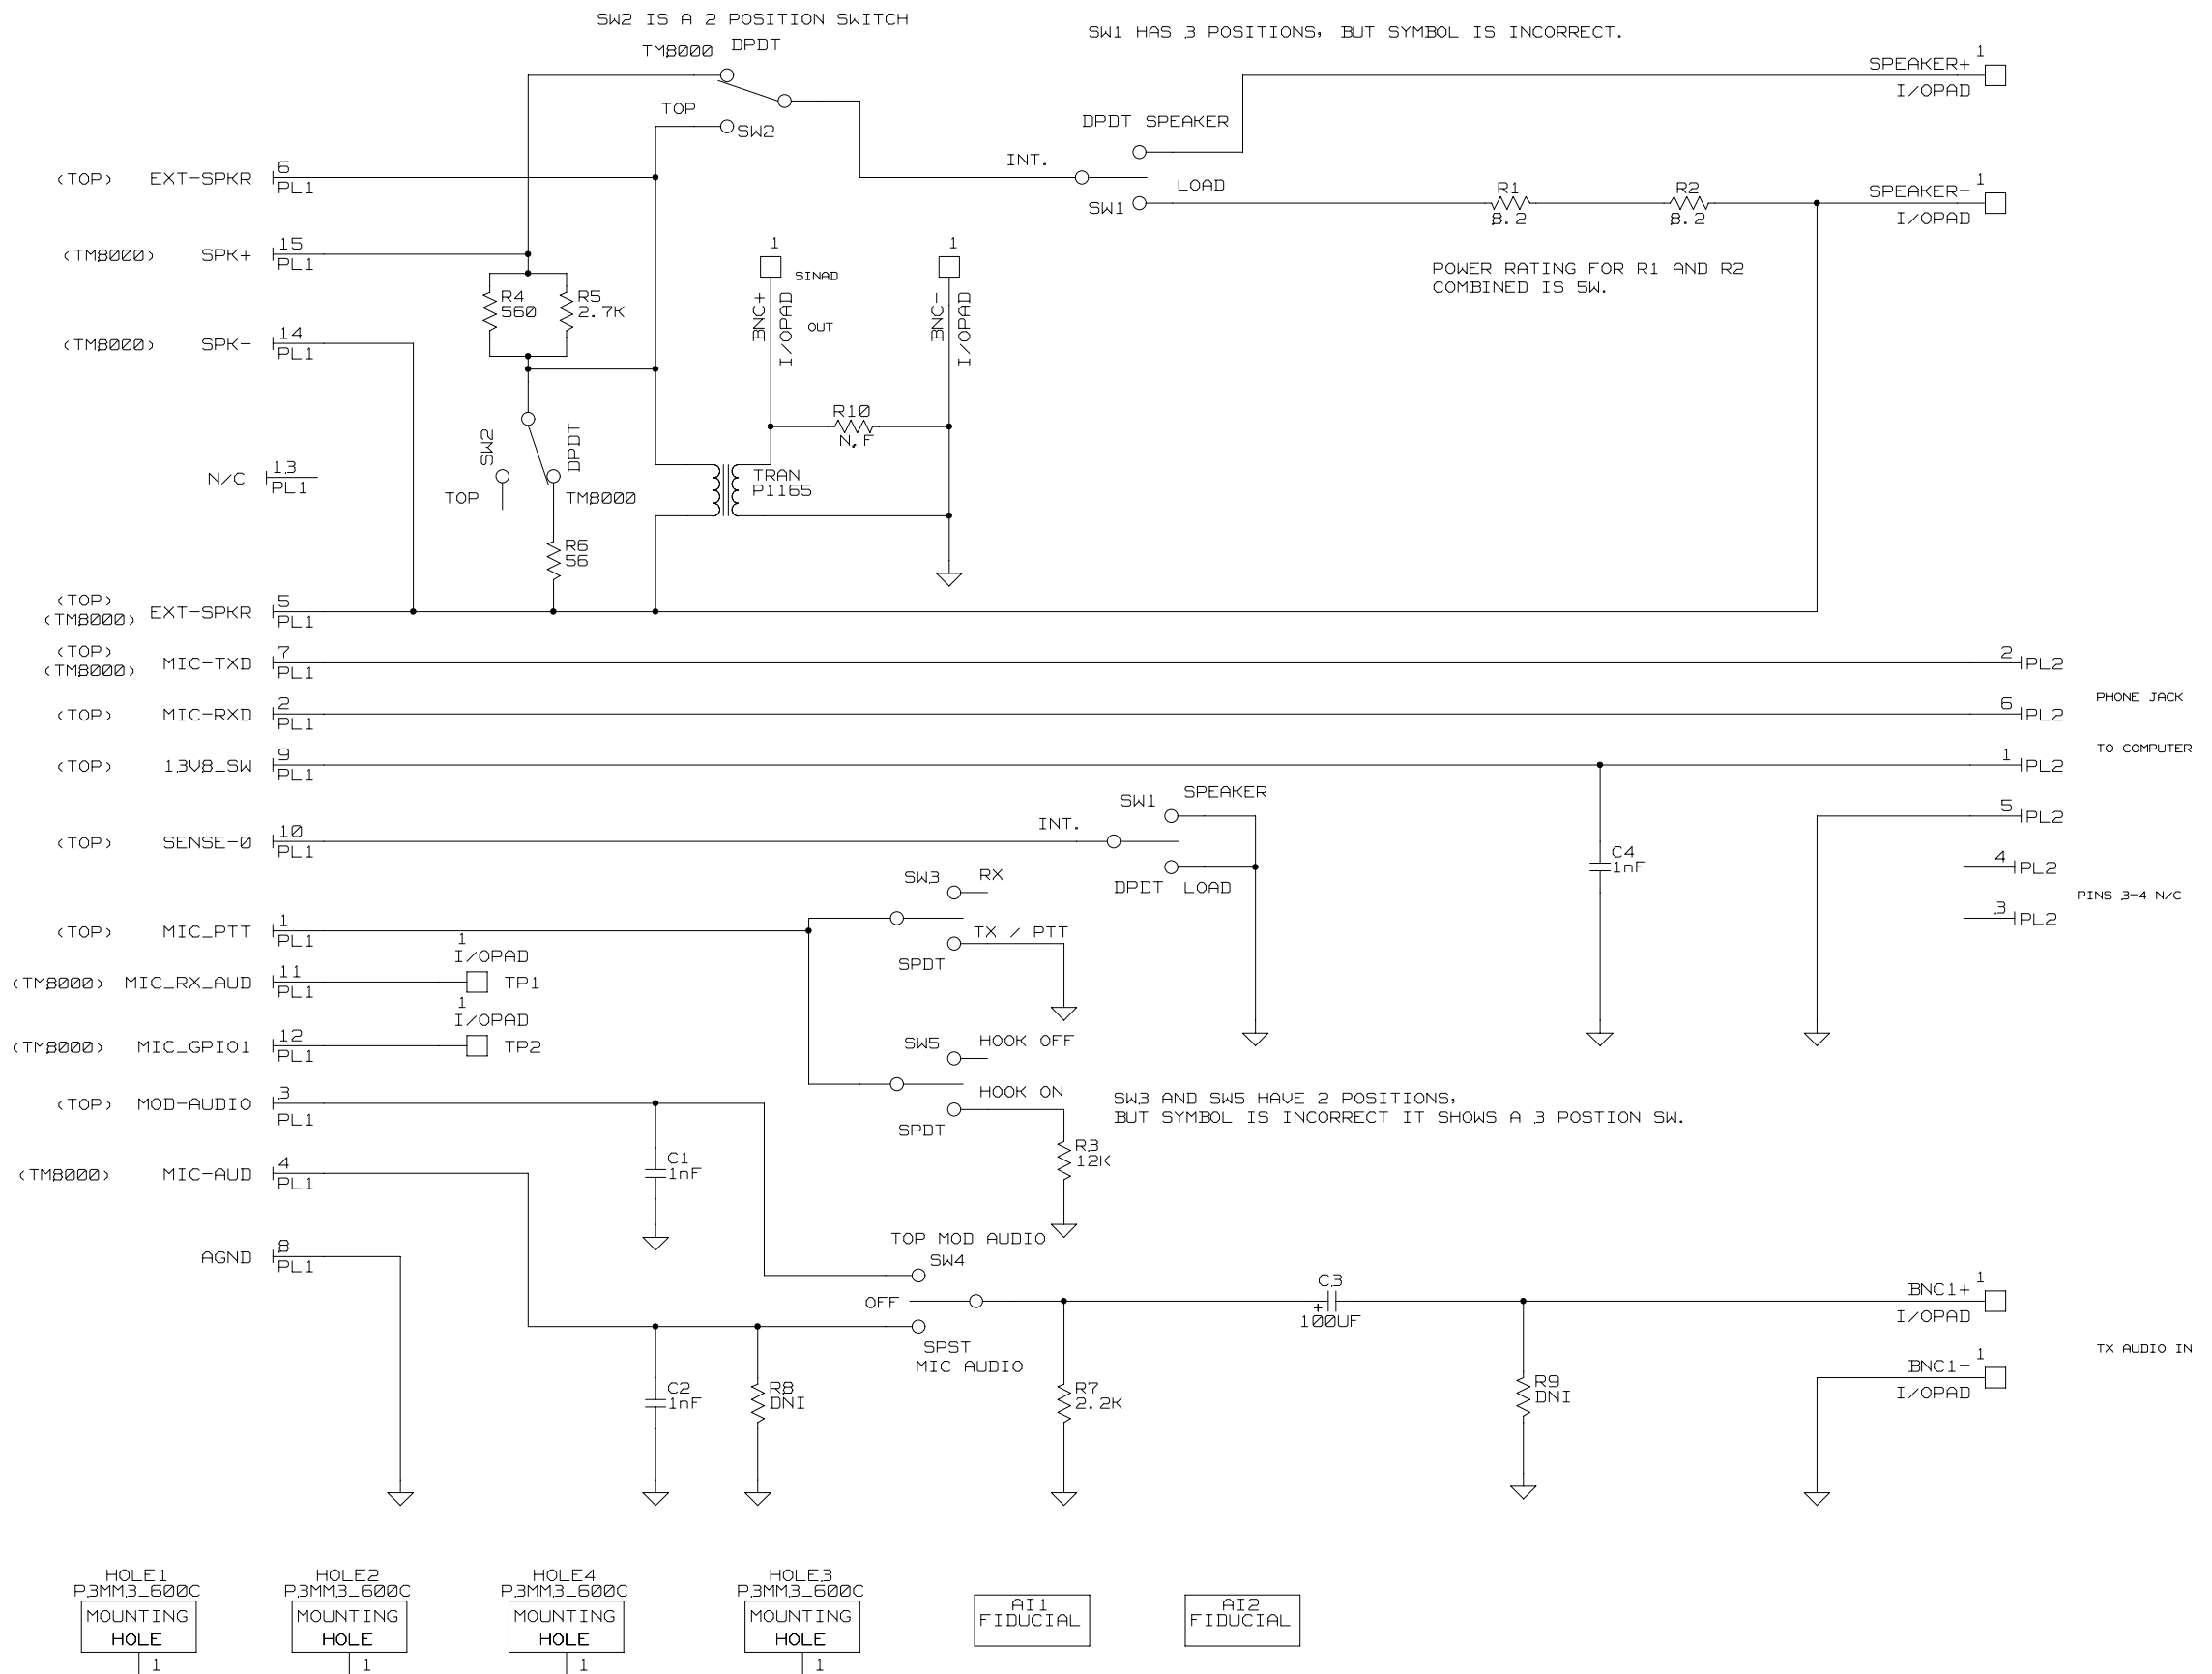 SW2 IS A 2 POSITION SWITCH
SW1 HAS 3 POSITIONS, BUT SYMBOL IS INCORRECT.
TM8000 DPDT
TOP
SW2
SPEAKER+ 1
I/OPAD
DPDT SPEAKER
INT.
LOAD
SW1
R1
8.2
R2
8.2
SPEAKER- 1
I/OPAD
POWER RATING FOR R1 AND R2
COMBINED IS 5W.
(TOP) EXT-SPKR 6
PL1
(TM8000) SPK+ 15
PL1
R4
560
R5
2.7K
(TM8000) SPK- 14
PL1
1
BNC+
I/OPAD
SINAD
OUT
1
BNC-
I/OPAD
R10
N.F
N/C 13
PL1
SW2
DPDT
TOP
TM8000
TRAN
P1165
R6
56
(TOP)
(TM8000) EXT-SPKR 5
PL1
(TOP)
(TM8000) MIC-TXD 7
PL1
2 PL2
(TOP) MIC-RXD 2
PL1
6 PL2
PHONE JACK
(TOP) 13V8_SW 9
PL1
1 PL2
TO COMPUTER
5 PL2
4 PL2
PINS 3-4 N/C
3 PL2
(TOP) SENSE-0 10
PL1
INT.
SW1
SPEAKER
DPDT LOAD
C4
1nF
(TOP) MIC_PTT 1
PL1
SW3
RX
TX / PTT
SPDT
(TM8000) MIC_RX_AUD 11
PL1
1
I/OPAD
TP1
(TM8000) MIC_GPIO1 12
PL1
1
I/OPAD
TP2
SW5
HOOK OFF
HOOK ON
SPDT
SW3 AND SW5 HAVE 2 POSITIONS,
BUT SYMBOL IS INCORRECT IT SHOWS A 3 POSTION SW.
R3
12K
(TOP) MOD-AUDIO 3
PL1
C1
1nF
(TM8000) MIC-AUD 4
PL1
AGND 8
PL1
TOP MOD AUDIO
SW4
OFF
SPST
MIC AUDIO
C3
+
100UF
BNC1+ 1
I/OPAD
TX AUDIO IN
BNC1- 1
I/OPAD
C2
1nF
R8
DNI
R7
2.2K
R9
DNI
HOLE1
P3MM3_600C
MOUNTING
HOLE
1
HOLE2
P3MM3_600C
MOUNTING
HOLE
1
HOLE4
P3MM3_600C
MOUNTING
HOLE
1
HOLE3
P3MM3_600C
MOUNTING
HOLE
1
AI1
FIDUCIAL
AI2
FIDUCIAL